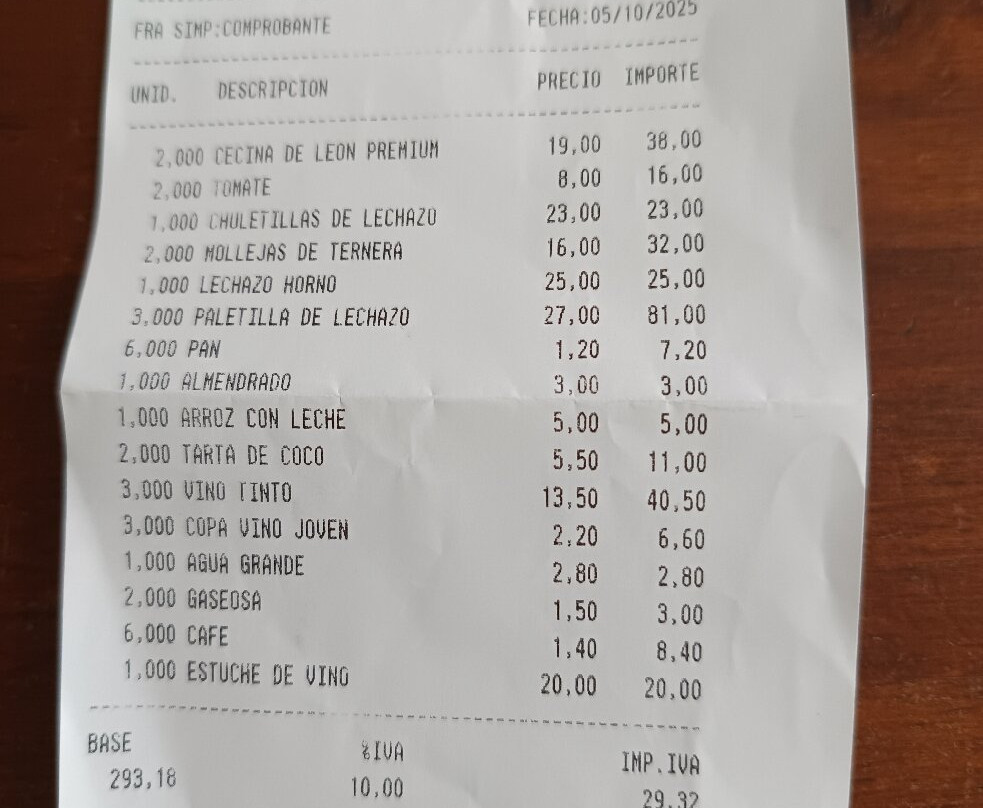 FRA SIMP:COMPROBANTE FECHA:05/10/2025
UNID. DESCRIPCION PRECIO IMPORTE
2,000 CECINA DE LEON PREMIUM 19,00 38,00
2,000 TOMATE 8,00 16,00
1,000 CHULETILLAS DE LECHAZO 23,00 23,00
2,000 MOLLEJAS DE TERNERA 16,00 32,00
1,000 LECHAZO HORNO 25,00 25,00
3,000 PALETILLA DE LECHAZO 27,00 81,00
6,000 PAN 1,20 7,20
1,000 ALMENDRADO 3,00 3,00
1,000 ARROZ CON LECHE 5,00 5,00
2,000 TARTA DE COCO 5,50 11,00
3,000 VINO TINTO 13,50 40,50
3,000 COPA VINO JOVEN 2,20 6,60
1,000 AGUA GRANDE 2,80 2,80
2,000 GASEOSA 1,50 3,00
6,000 CAFE 1,40 8,40
1,000 ESTUCHE DE VINO 20,00 20,00
BASE %IVA IMP.IVA
293,18 10,00 29,32